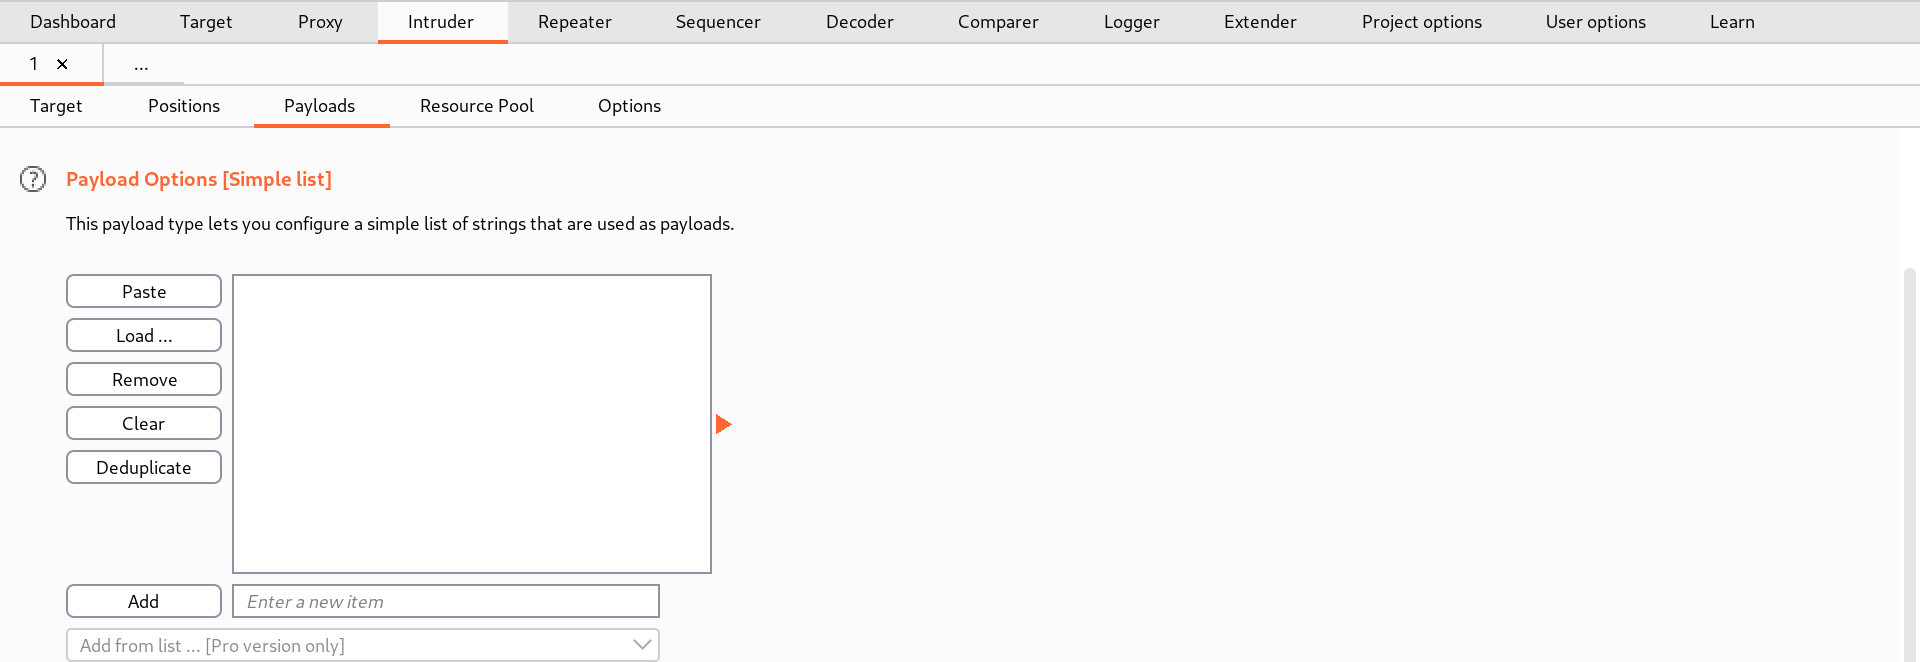 Dashboard Target Proxy Intruder Repeater Sequencer Decoder Comparer Logger Extender Project options User options Learn
1 × ...
Target Positions Payloads Resource Pool Options
? Payload Options [Simple list]
This payload type lets you configure a simple list of strings that are used as payloads.
Paste
Load ...
Remove
Clear
Deduplicate
Add Enter a new item
Add from list ... [Pro version only]